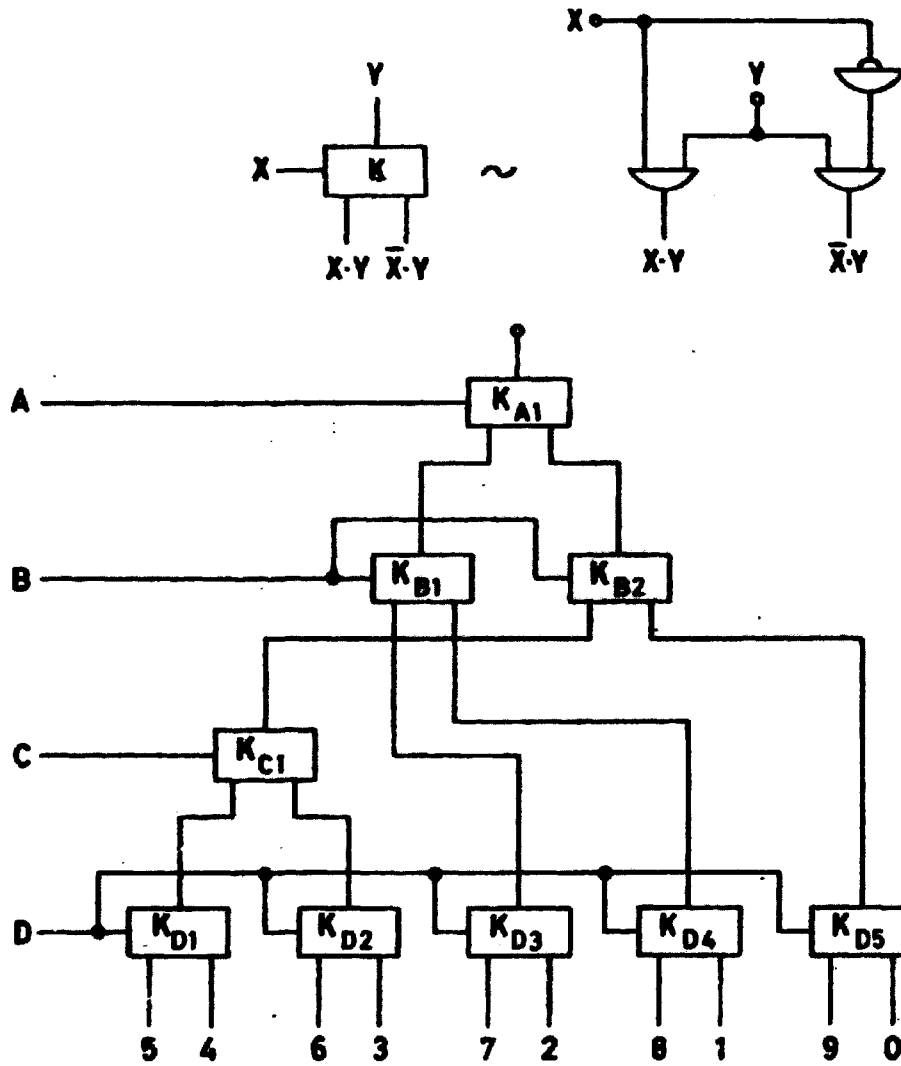 X
Y
Y
X K ~
X·Y X̄·Y
X·Y X̄·Y
A K_A1
B K_B1 K_B2
C K_C1
D K_D1 K_D2 K_D3 K_D4 K_D5
5 4 6 3 7 2 8 1 9 0